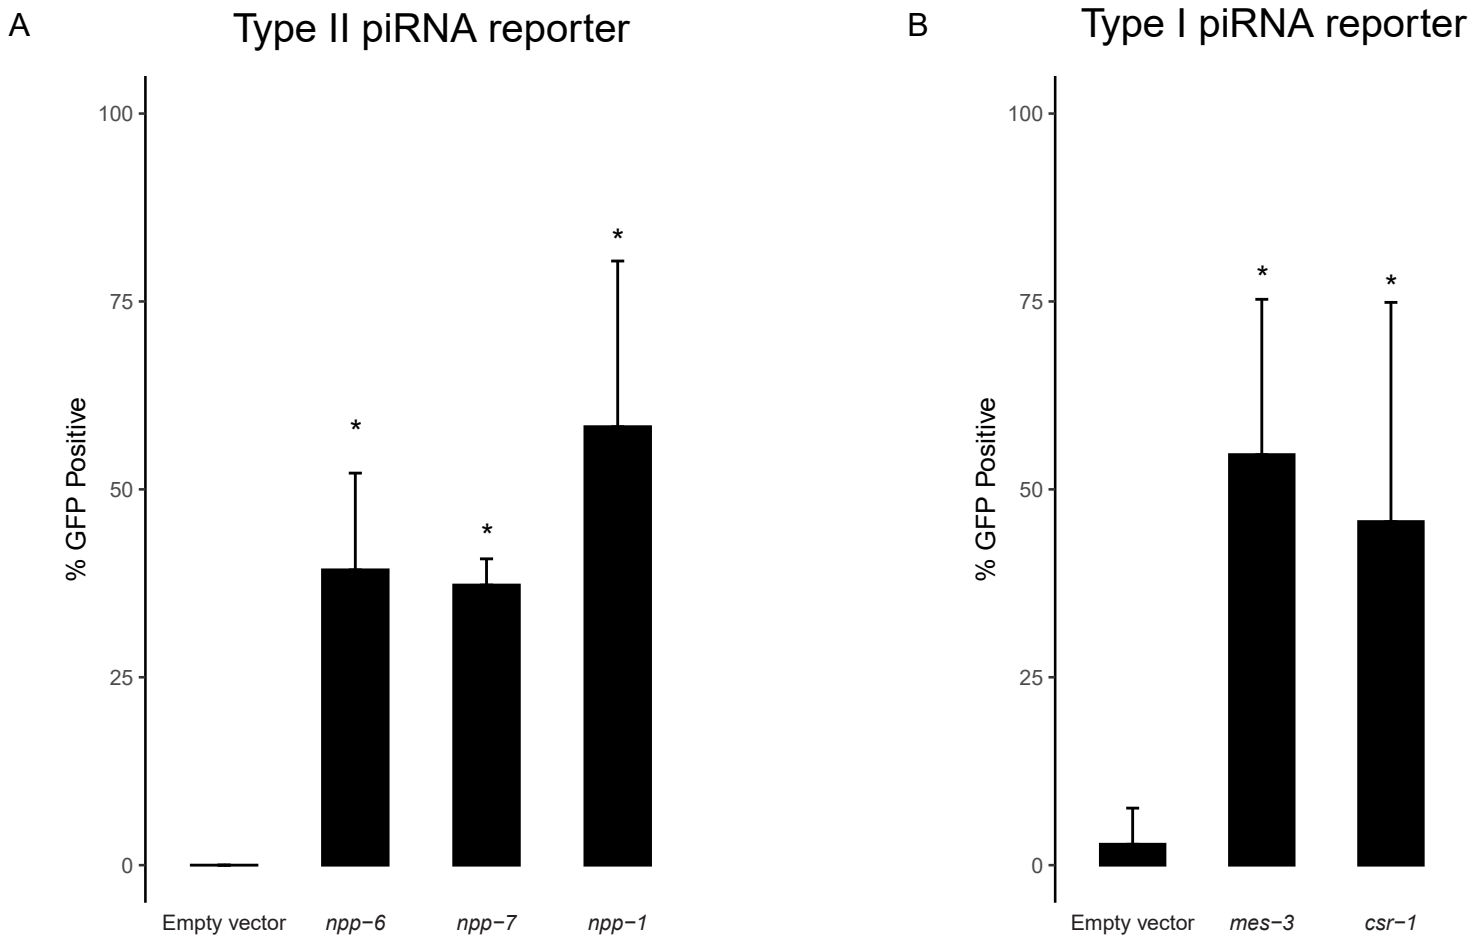 A
Type II piRNA reporter
% GFP Positive
100
75
50
25
0
*
*
*
Empty vector
npp−6
npp−7
npp−1
B
Type I piRNA reporter
% GFP Positive
100
75
50
25
0
*
*
Empty vector
mes−3
csr−1